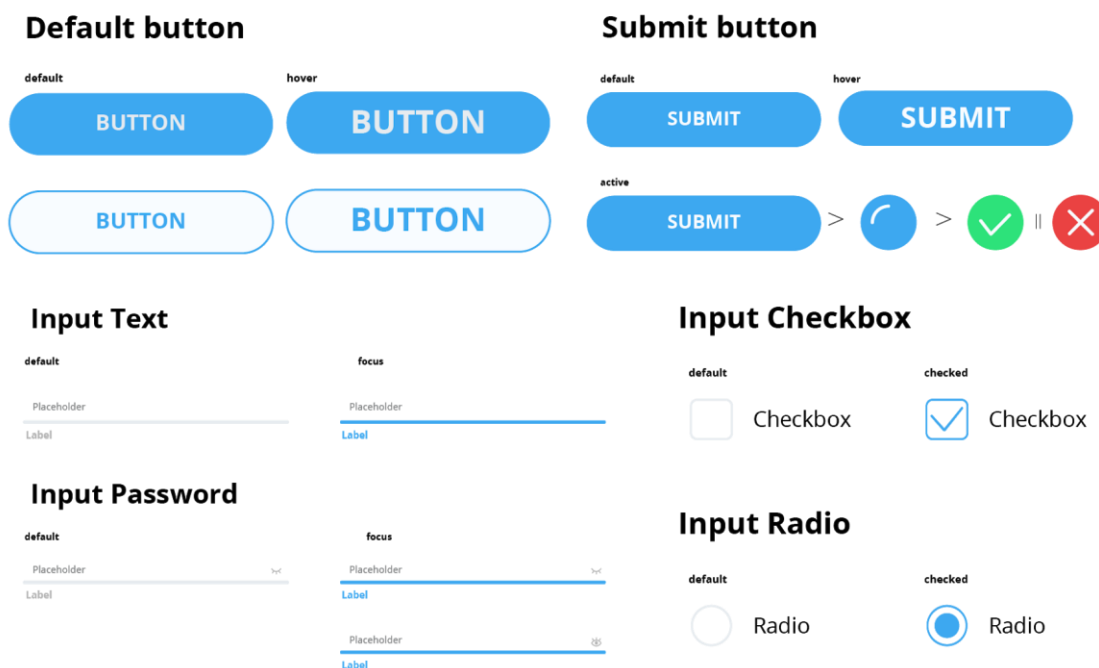 Default button
default
hover
BUTTON
BUTTON
BUTTON
BUTTON
Submit button
default
hover
SUBMIT
SUBMIT
active
SUBMIT > > ||
Input Text
default
focus
Placeholder
Placeholder
Label
Label
Input Password
default
focus
Placeholder
Placeholder
Label
Label
Placeholder
Label
Input Checkbox
default
checked
Checkbox
Checkbox
Input Radio
default
checked
Radio
Radio